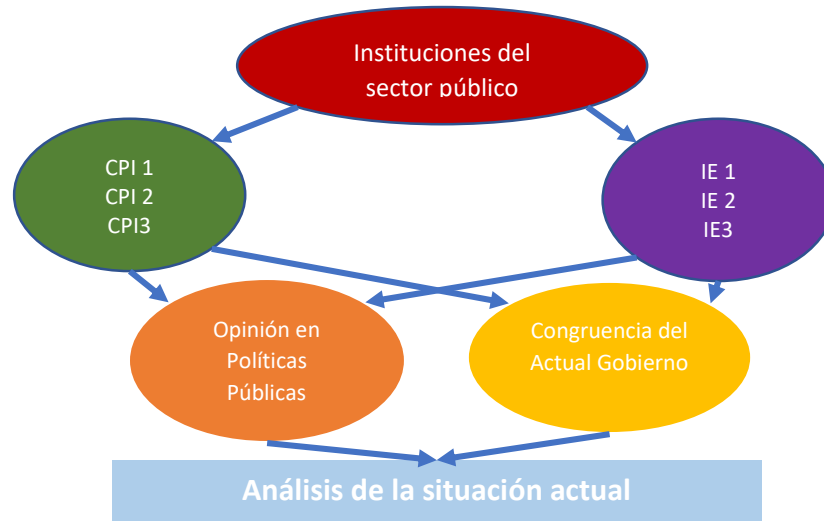 Instituciones del
sector público
CPI 1
CPI 2
CPI3
IE 1
IE 2
IE3
Opinión en
Políticas
Públicas
Congruencia del
Actual Gobierno
Análisis de la situación actual